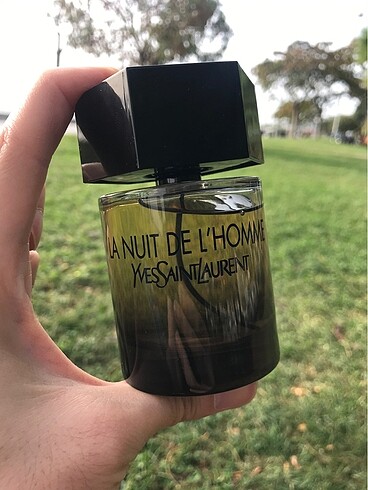 LA NUIT DE L'HOMME
YVESSAINTLAURENT